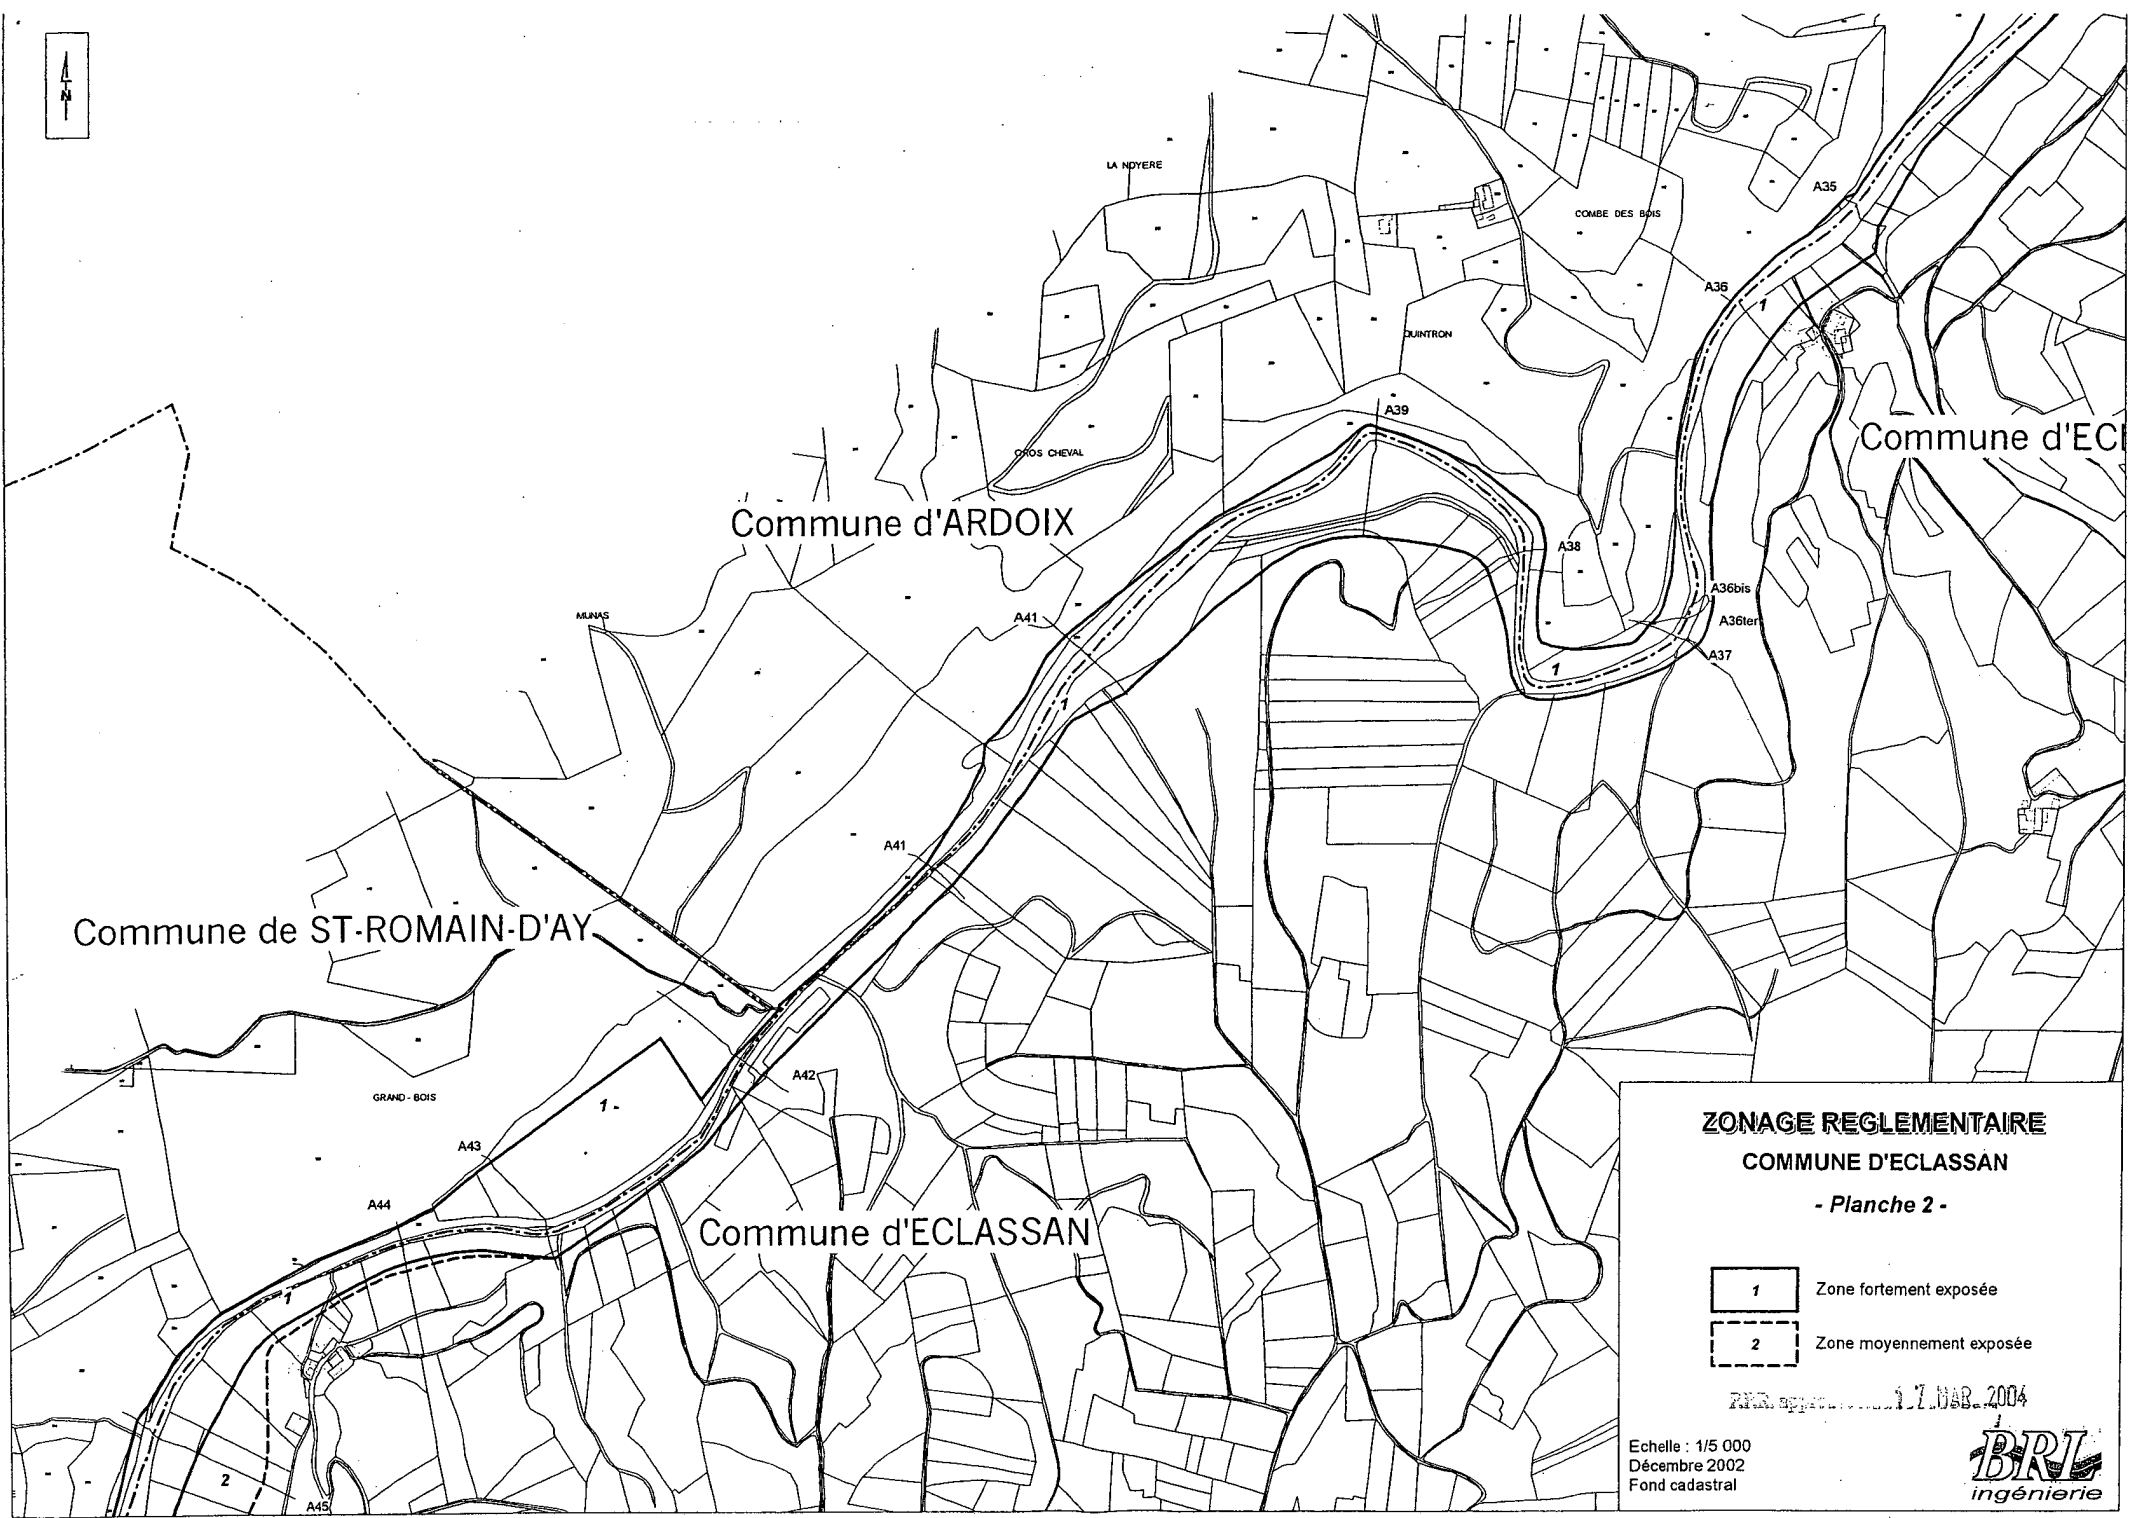 N
LA NOYERE
COMBE DES BOIS
A35
A36
1
QUINTRON
A39
Commune d'ECL
CROS CHEVAL
Commune d'ARDOIX
A38
A36bis
MUNAS
A41
A36ter
A37
1
1
A41
Commune de ST-ROMAIN-D'AY
A42
GRAND - BOIS
1
A43
A44
Commune d'ECLASSAN
1
2
A45
ZONAGE REGLEMENTAIRE
COMMUNE D'ECLASSAN
- Planche 2 -
1 Zone fortement exposée
2 Zone moyennement exposée
17 MAR. 2004
Echelle : 1/5 000
Décembre 2002
Fond cadastral
BRL
ingénierie